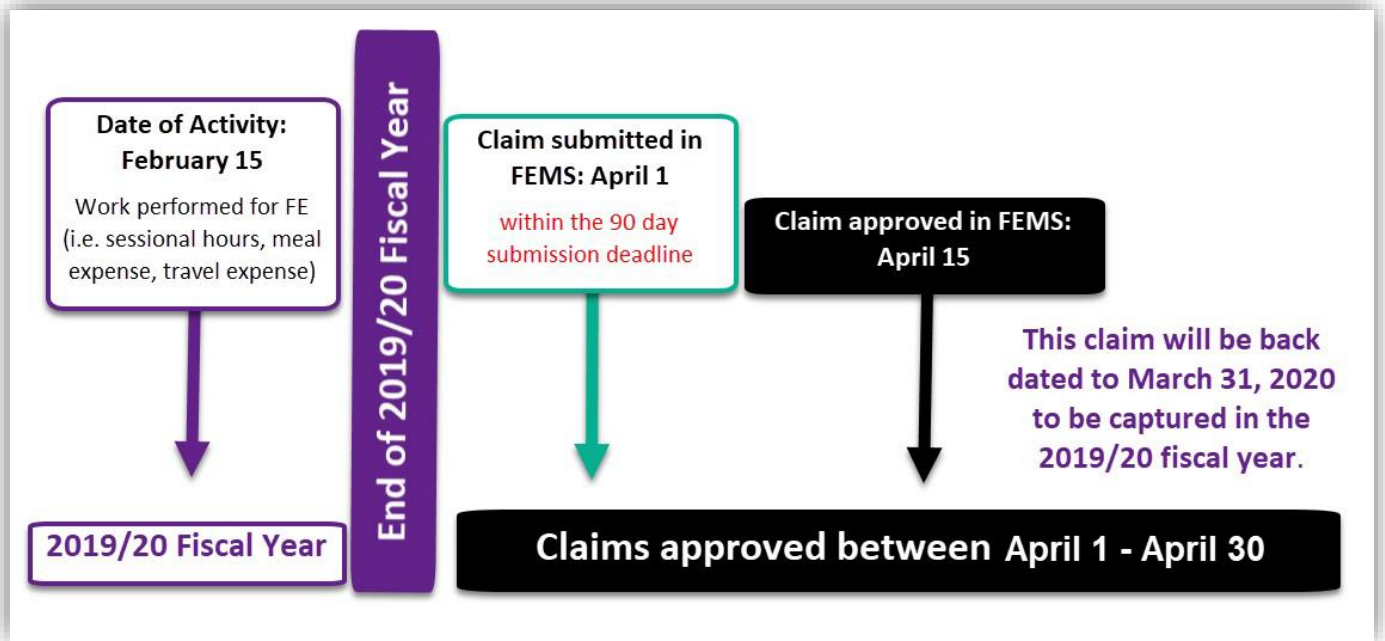 Date of Activity:
February 15
Work performed for FE
(i.e. sessional hours, meal
expense, travel expense)
2019/20 Fiscal Year
End of 2019/20 Fiscal Year
Claim submitted in
FEMS: April 1
within the 90 day
submission deadline
Claim approved in FEMS:
April 15
This claim will be back
dated to March 31, 2020
to be captured in the
2019/20 fiscal year.
Claims approved between April 1 - April 30